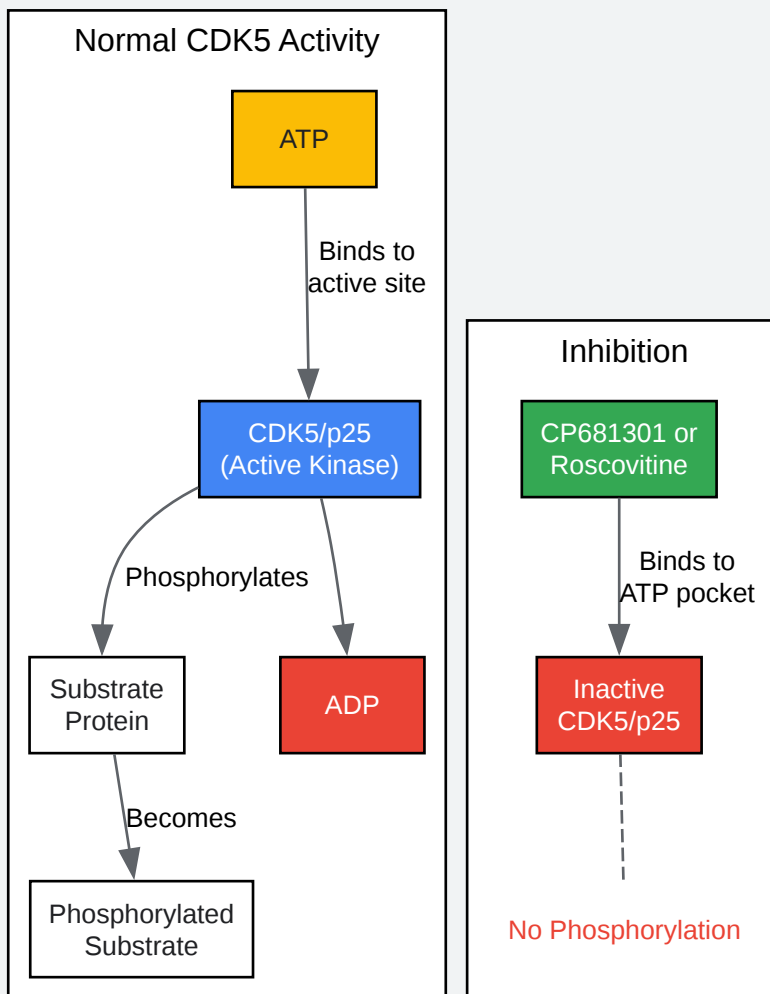 Normal CDK5 Activity
ATP
Binds to
active site
CDK5/p25
(Active Kinase)
Phosphorylates
Substrate
Protein
ADP
Becomes
Phosphorylated
Substrate
Inhibition
CP681301 or
Roscovitine
Binds to
ATP pocket
Inactive
CDK5/p25
No Phosphorylation